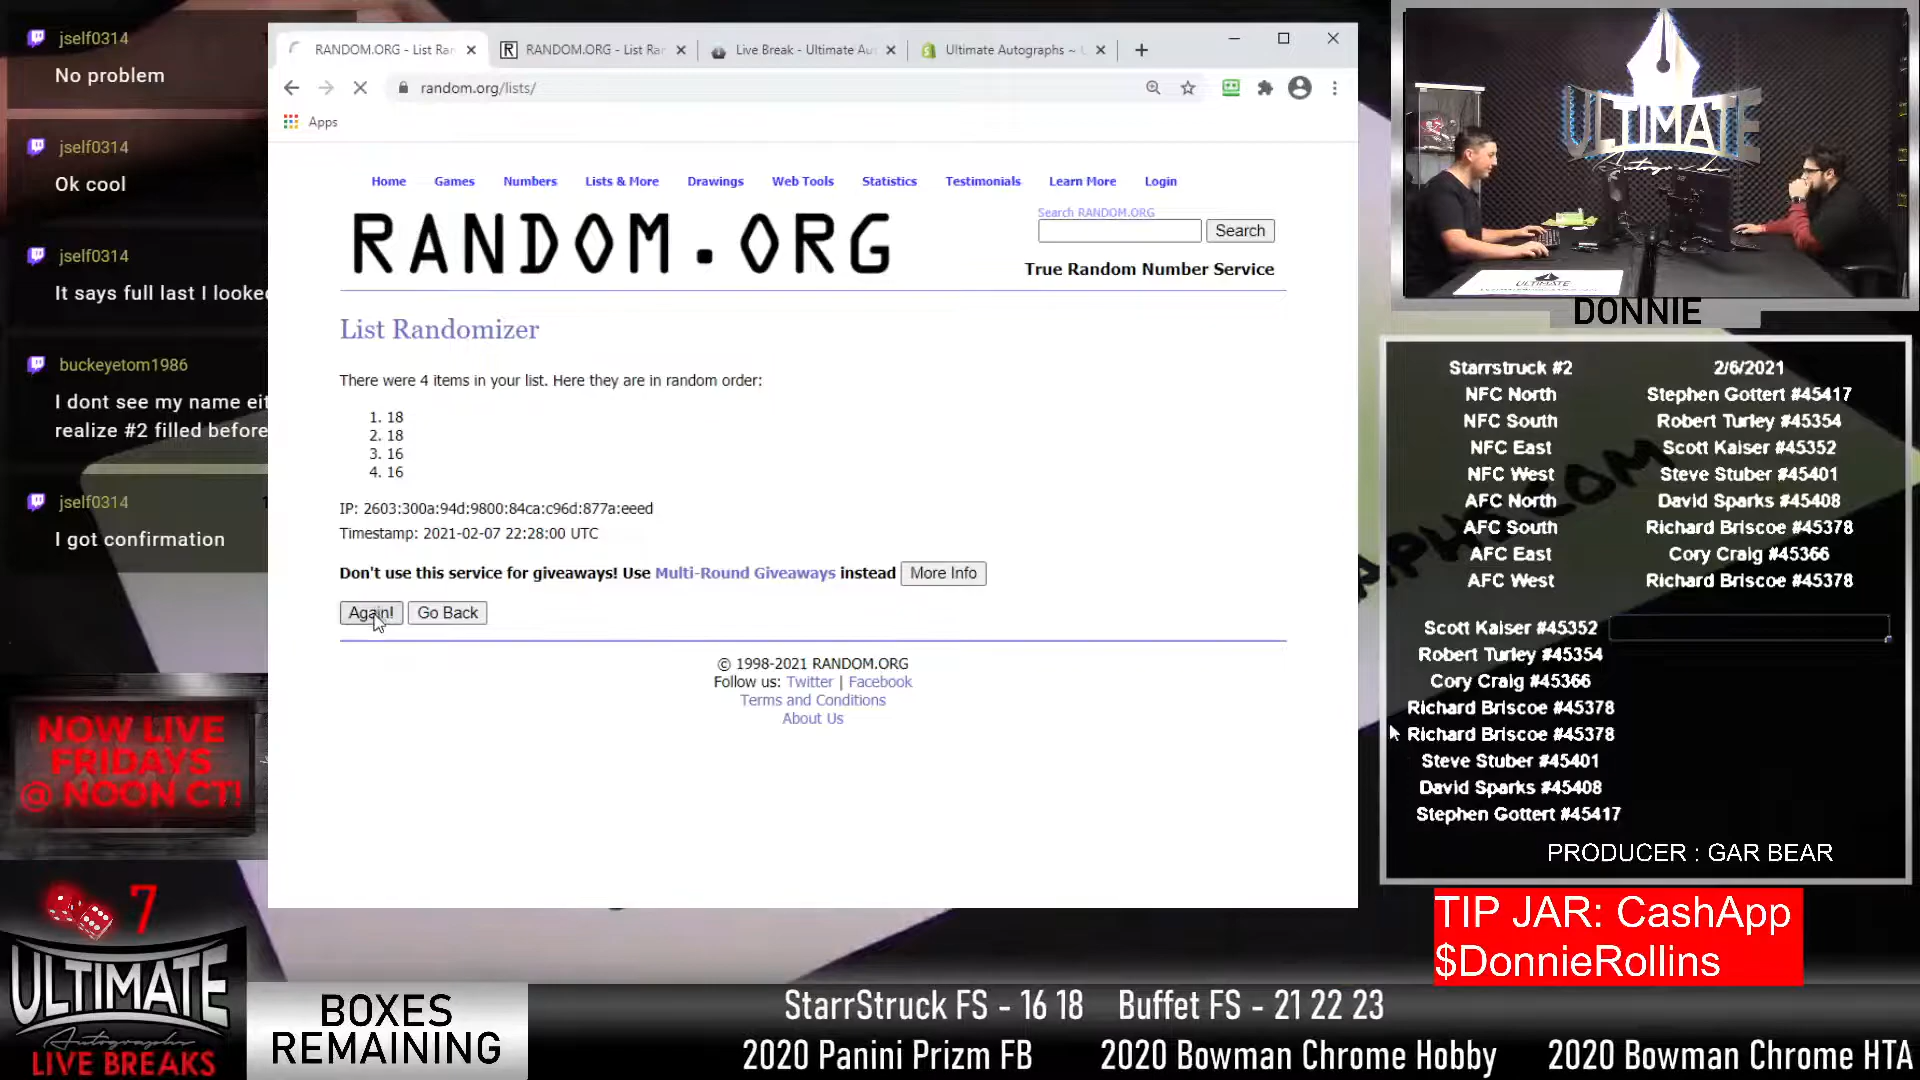 jself0314
No problem
jself0314
Ok cool
jself0314
It says full last I looked
buckeyetom1986
I dont see my name eit
realize #2 filled before
jself0314
I got confirmation
NOW LIVE
FRIDAYS
@ NOON CT!
7
ULTIMATE
Autographs
LIVE BREAKS
RANDOM.ORG - List Ra
RANDOM.ORG - List Ra
Live Break - Ultimate Au
Ultimate Autographs ~
random.org/lists/
Apps
Home Games Numbers Lists & More Drawings Web Tools Statistics Testimonials Learn More Login
RANDOM.ORG
Search RANDOM.ORG
Search
True Random Number Service
List Randomizer
There were 4 items in your list. Here they are in random order:
1. 18
2. 18
3. 16
4. 16
IP: 2603:300a:94d:9800:84ca:c96d:877a:eeed
Timestamp: 2021-02-07 22:28:00 UTC
Don't use this service for giveaways! Use Multi-Round Giveaways instead More Info
Again! Go Back
© 1998-2021 RANDOM.ORG
Follow us: Twitter | Facebook
Terms and Conditions
About Us
ULTIMATE
Autographs
ULTIMATE
DONNIE
Starrstruck #2 2/6/2021
NFC North Stephen Gottert #45417
NFC South Robert Turley #45354
NFC East Scott Kaiser #45352
NFC West Steve Stuber #45401
AFC North David Sparks #45408
AFC South Richard Briscoe #45378
AFC East Cory Craig #45366
AFC West Richard Briscoe #45378
Scott Kaiser #45352
Robert Turley #45354
Cory Craig #45366
Richard Briscoe #45378
Richard Briscoe #45378
Steve Stuber #45401
David Sparks #45408
Stephen Gottert #45417
PRODUCER : GAR BEAR
TIP JAR: CashApp
$DonnieRollins
BOXES
REMAINING
StarrStruck FS - 16 18 Buffet FS - 21 22 23
2020 Panini Prizm FB 2020 Bowman Chrome Hobby 2020 Bowman Chrome HTA